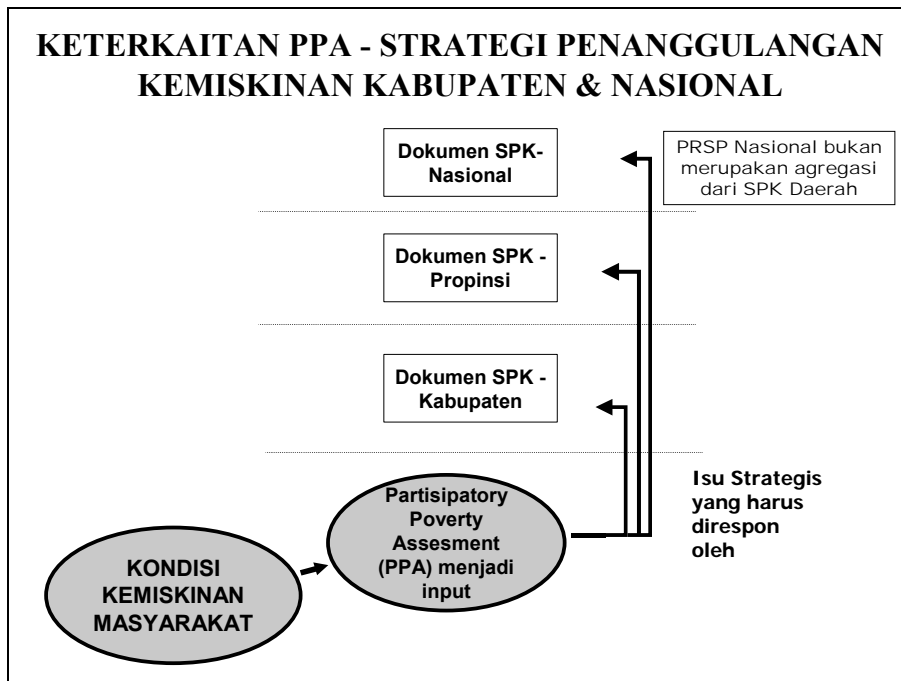 KETERKAITAN PPA - STRATEGI PENANGGULANGAN
KEMISKINAN KABUPATEN & NASIONAL
Dokumen SPK-
Nasional
PRSP Nasional bukan
merupakan agregasi
dari SPK Daerah
Dokumen SPK -
Propinsi
Dokumen SPK -
Kabupaten
Partisipatory
Poverty
Assesment
(PPA) menjadi
input
Isu Strategis
yang harus
direspon
oleh
KONDISI
KEMISKINAN
MASYARAKAT